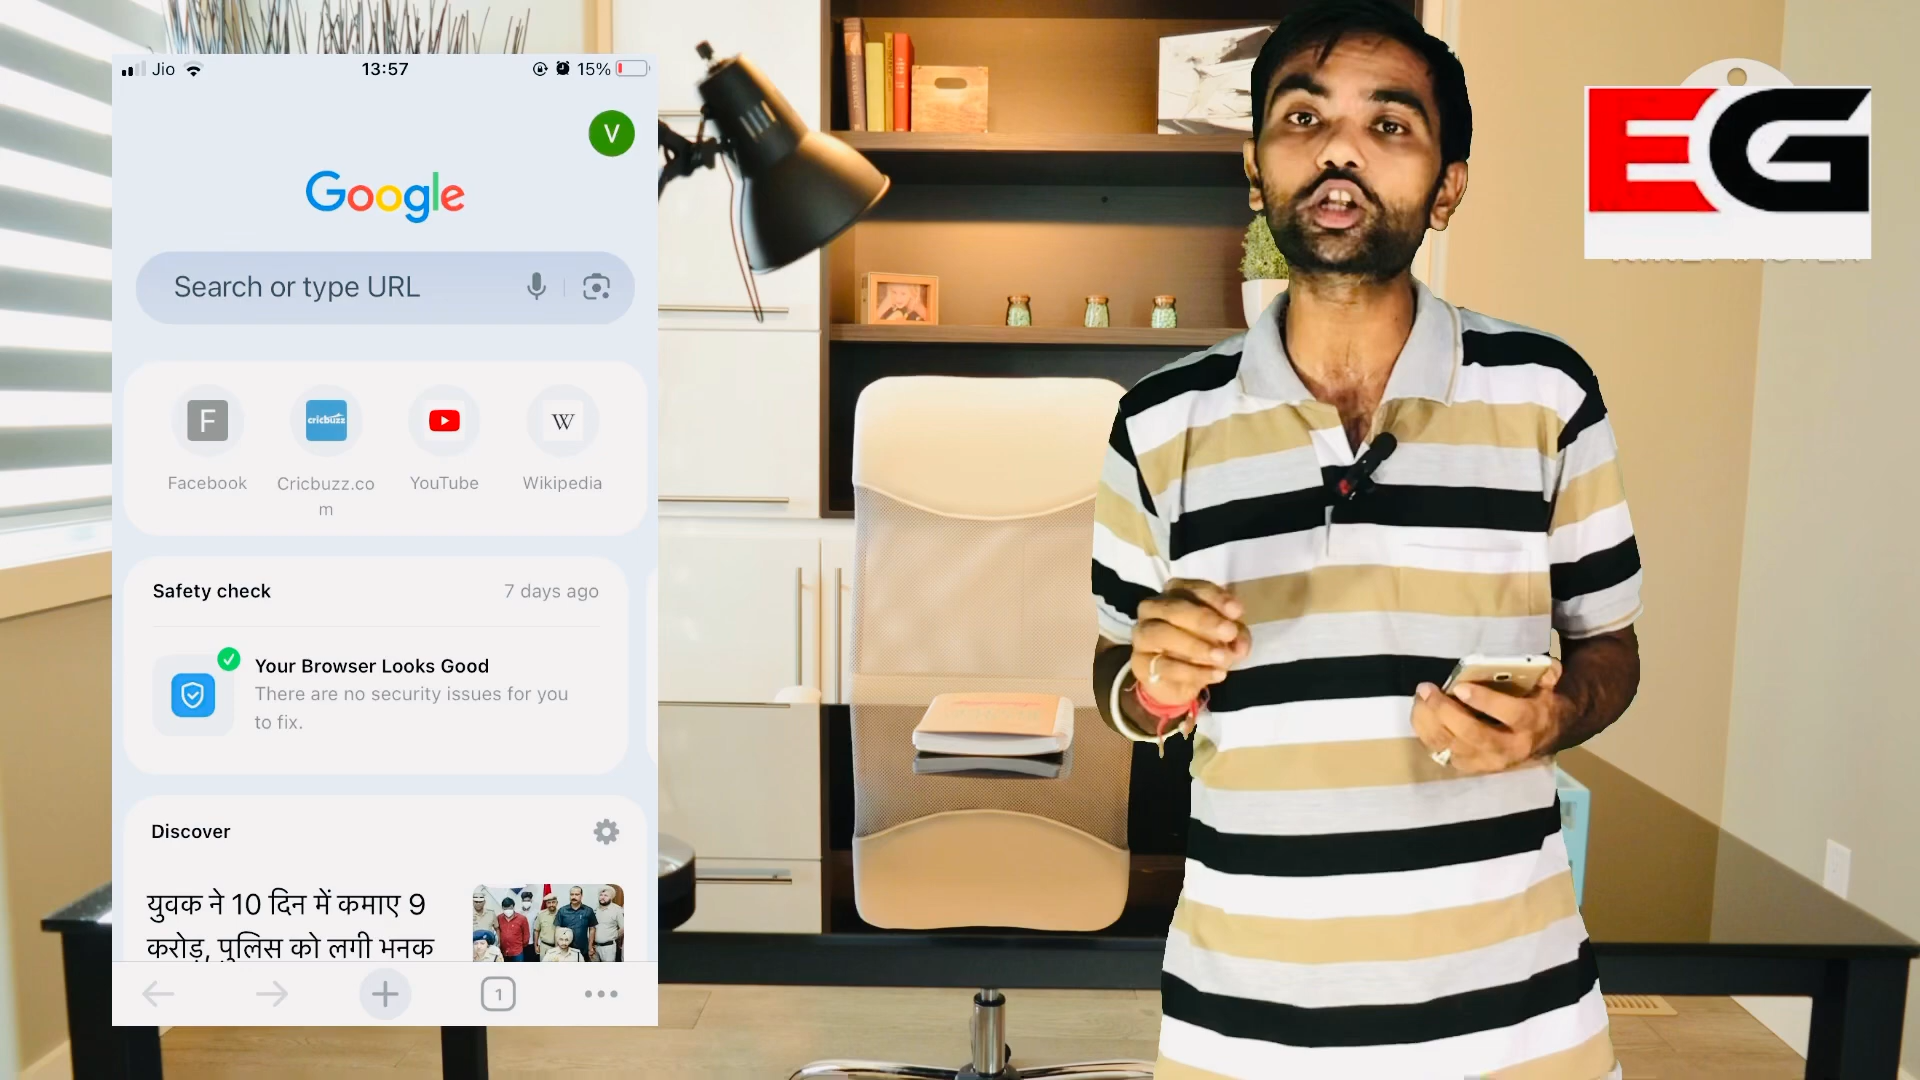 Jio
13:57
15%
V
Google
Search or type URL
F
cricbuzz
W
Facebook
Cricbuzz.co
m
YouTube
Wikipedia
Safety check
7 days ago
Your Browser Looks Good
There are no security issues for you
to fix.
Discover
युवक ने 10 दिन में कमाए 9
करोड़, पुलिस को लगी भनक
1
EG